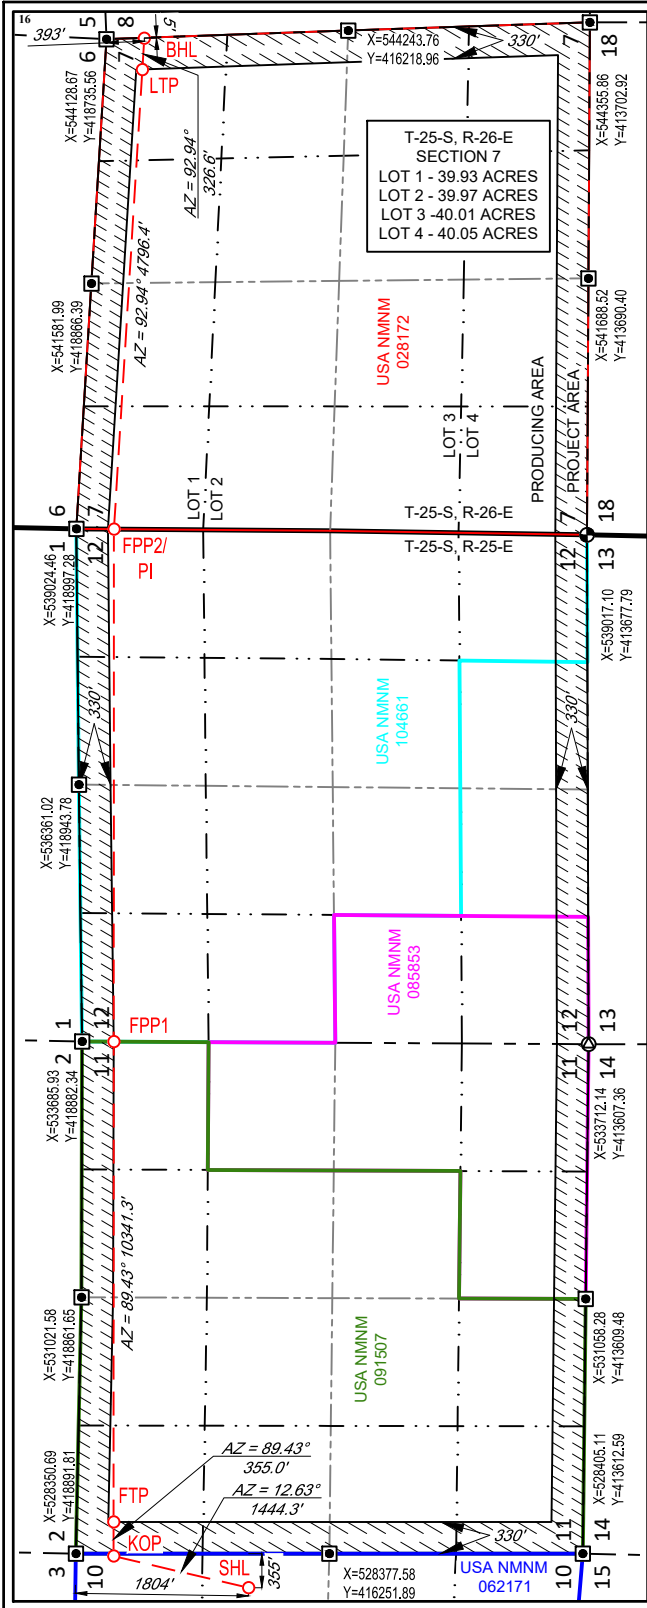 16
5
8
6
7
393'
5'
BHL
LTP
X=544243.76
Y=416218.96
330'
7
18
X=544128.67
Y=418735.56
X=544355.86
Y=413702.92
AZ = 92.94°
326.6'
T-25-S, R-26-E
SECTION 7
LOT 1 - 39.93 ACRES
LOT 2 - 39.97 ACRES
LOT 3 -40.01 ACRES
LOT 4 - 40.05 ACRES
AZ = 92.94° 4796.4'
X=541581.99
Y=418866.39
X=541688.52
Y=413690.40
USA NMNM
028172
LOT 3
LOT 4
PRODUCING AREA
PROJECT AREA
LOT 1
LOT 2
6
7
1
12
T-25-S, R-26-E
T-25-S, R-25-E
7
18
12
13
FPP2/
PI
X=539024.46
Y=418997.28
X=539017.10
Y=413677.79
330'
330'
USA NMNM
104661
X=536361.02
Y=418943.78
USA NMNM
085853
1
12
2
11
FPP1
12
13
11
14
X=533685.93
Y=418882.34
X=533712.14
Y=413607.36
AZ = 89.43° 10341.3'
X=531021.58
Y=418861.65
X=531058.28
Y=413609.48
USA NMNM
091507
AZ = 89.43°
355.0'
AZ = 12.63°
1444.3'
X=528350.69
Y=418891.81
X=528405.11
Y=413612.59
FTP
KOP
SHL
330'
2
3
10
11
14
10
15
1804'
355'
X=528377.58
Y=416251.89
USA NMNM
062171